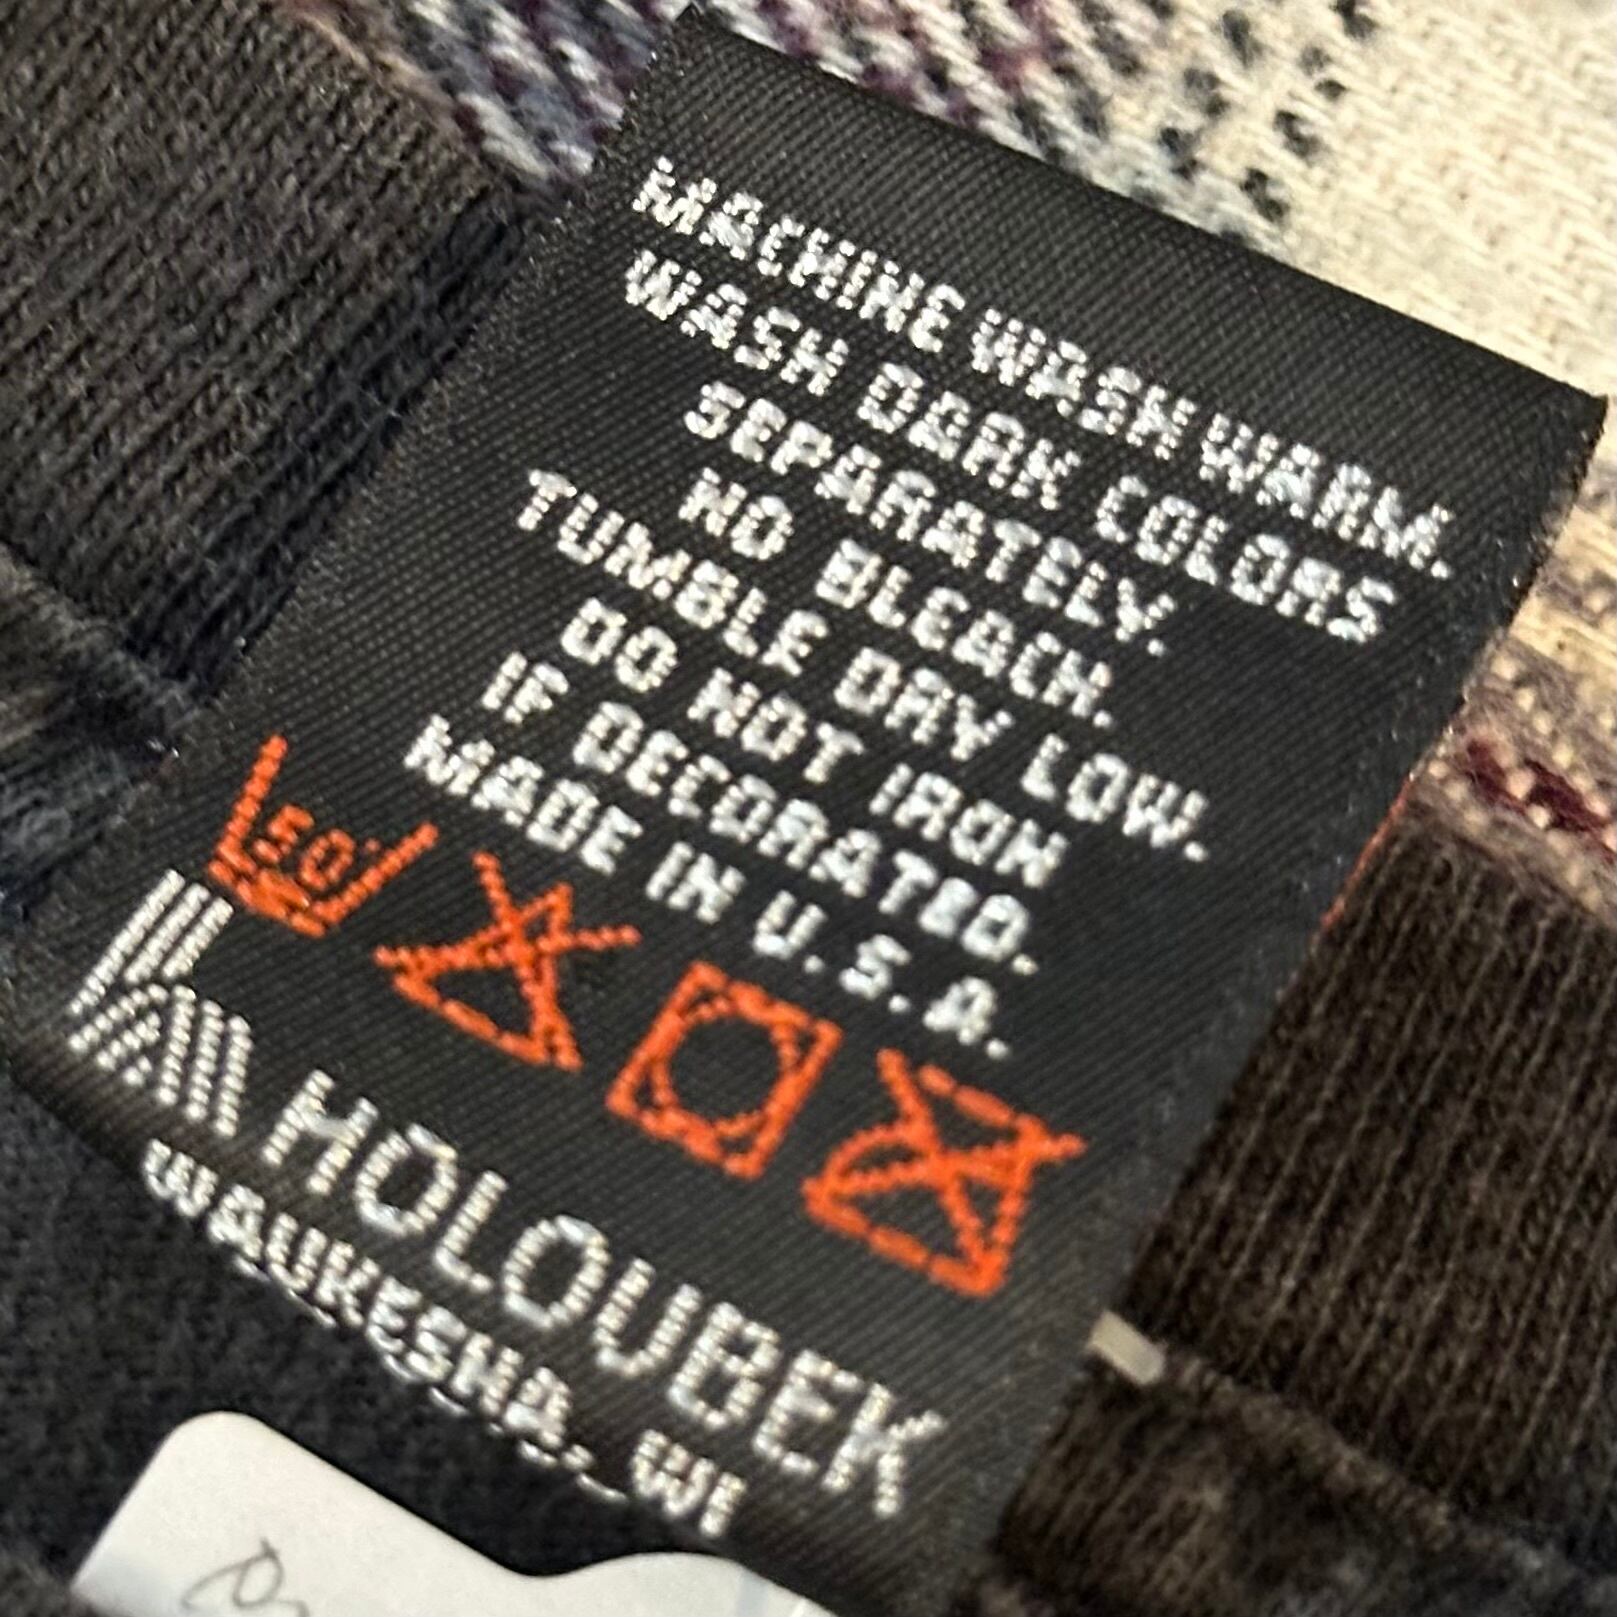 MACHINE WASH WARM.
WASH DARK COLORS
SEPARATELY.
NO BLEACH.
TUMBLE DRY LOW.
DO NOT IRON
IF DECORATED.
MADE IN U.S.A.
50°
HOLOUBEK
WAUKESHA, WI